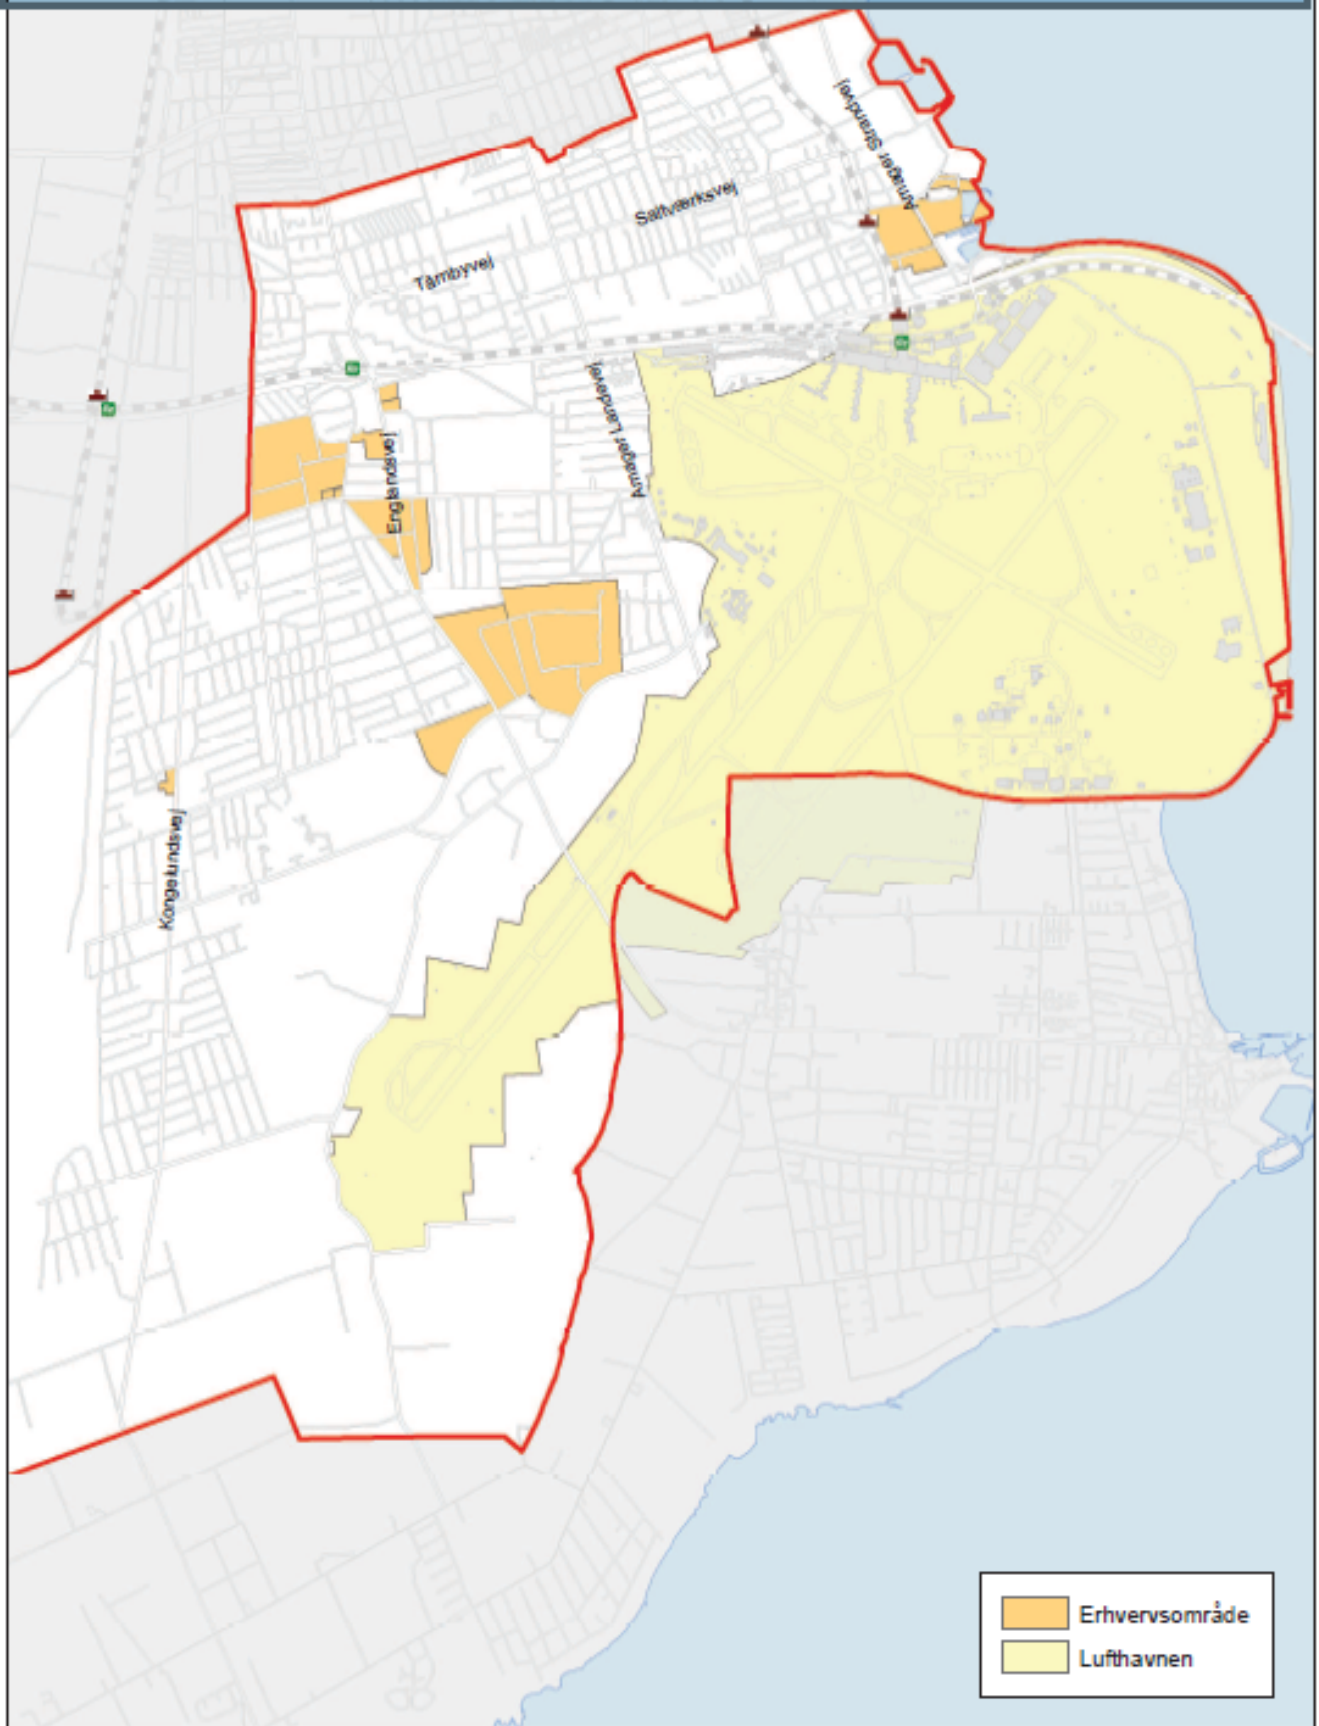 Amager Strandvej
Saltværksvej
Tårnbyvej
Amager Landevej
Englandsvej
Kongelundsvej
Erhvervsområde
Lufthavnen